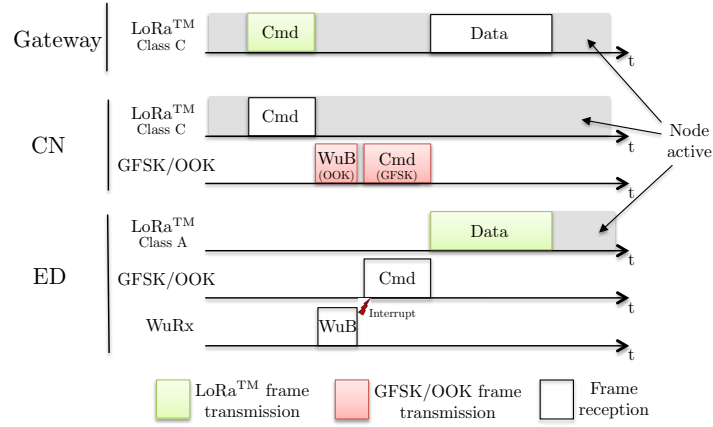 Gateway
LoRa™
Class C
Cmd
Data
t
CN
LoRa™
Class C
Cmd
t
Node
active
GFSK/OOK
WuB
(OOK)
Cmd
(GFSK)
t
ED
LoRa™
Class A
Data
t
GFSK/OOK
Cmd
t
Interrupt
WuRx
WuB
t
LoRa™ frame
transmission
GFSK/OOK frame
transmission
Frame
reception